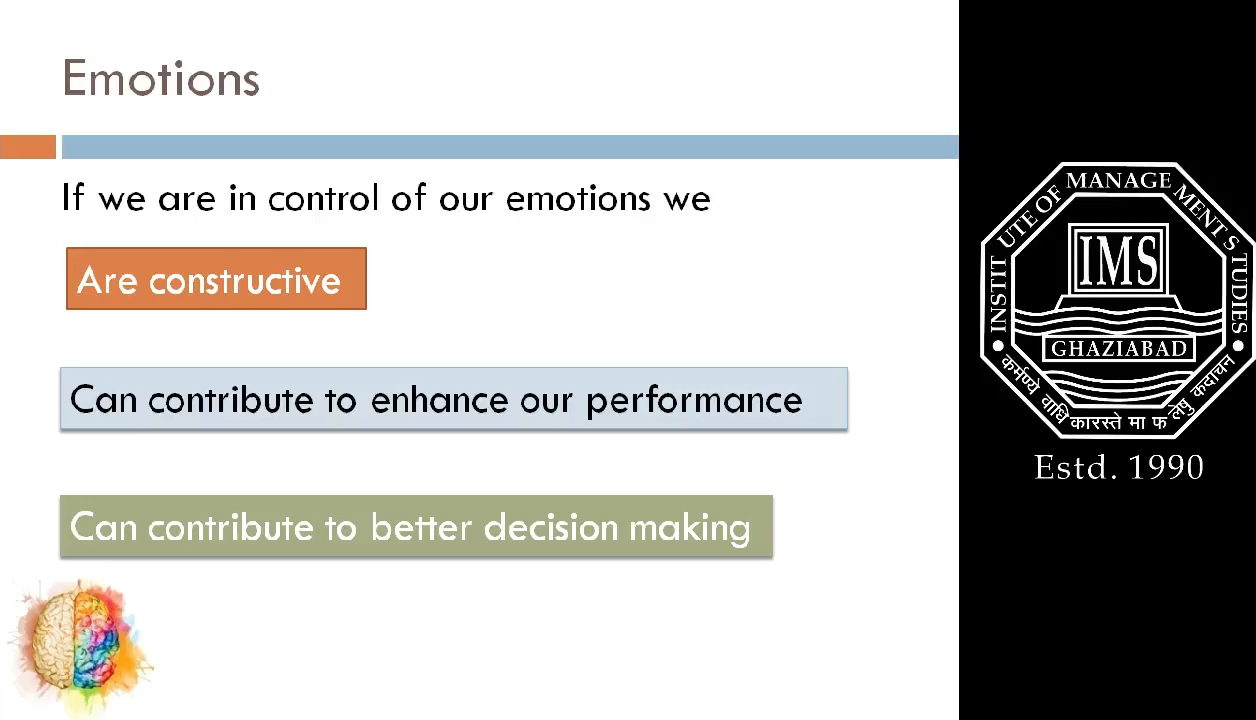 Emotions
If we are in control of our emotions we
Are constructive
Can contribute to enhance our performance
Can contribute to better decision making
INSTITUTE OF MANAGEMENT STUDIES
IMS
GHAZIABAD
कर्मण्ये वाधिकारस्ते मा फलेषु कदाचन
Estd. 1990